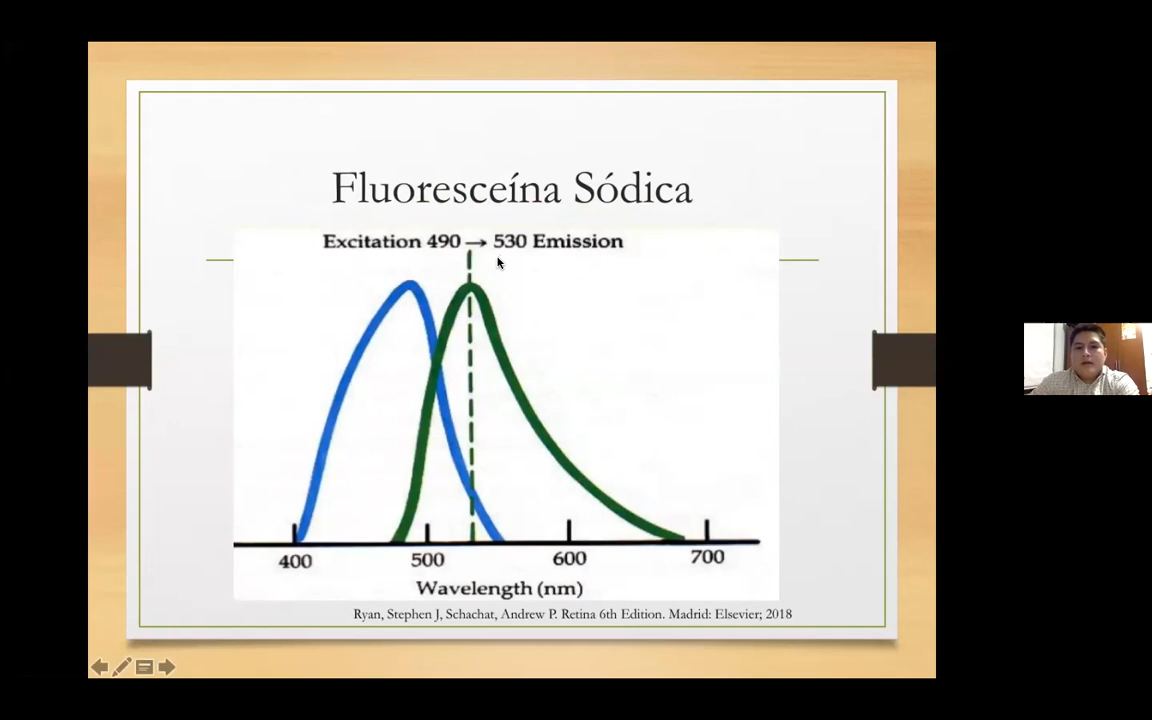 Fluoresceína Sódica
Excitation 490 → 530 Emission
400 500 600 700
Wavelength (nm)
Ryan, Stephen J, Schachat, Andrew P. Retina 6th Edition. Madrid: Elsevier; 2018